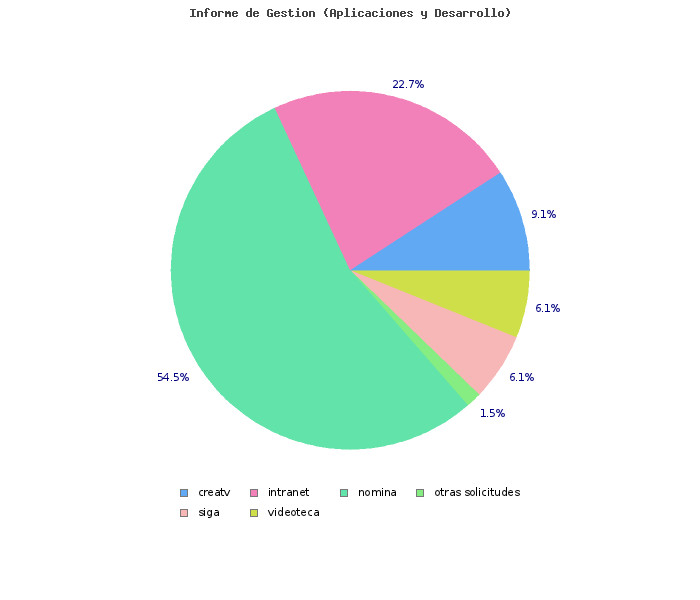 Informe de Gestion (Aplicaciones y Desarrollo)
22.7%
9.1%
6.1%
54.5%
6.1%
1.5%
creatv intranet nomina otras solicitudes
siga videoteca